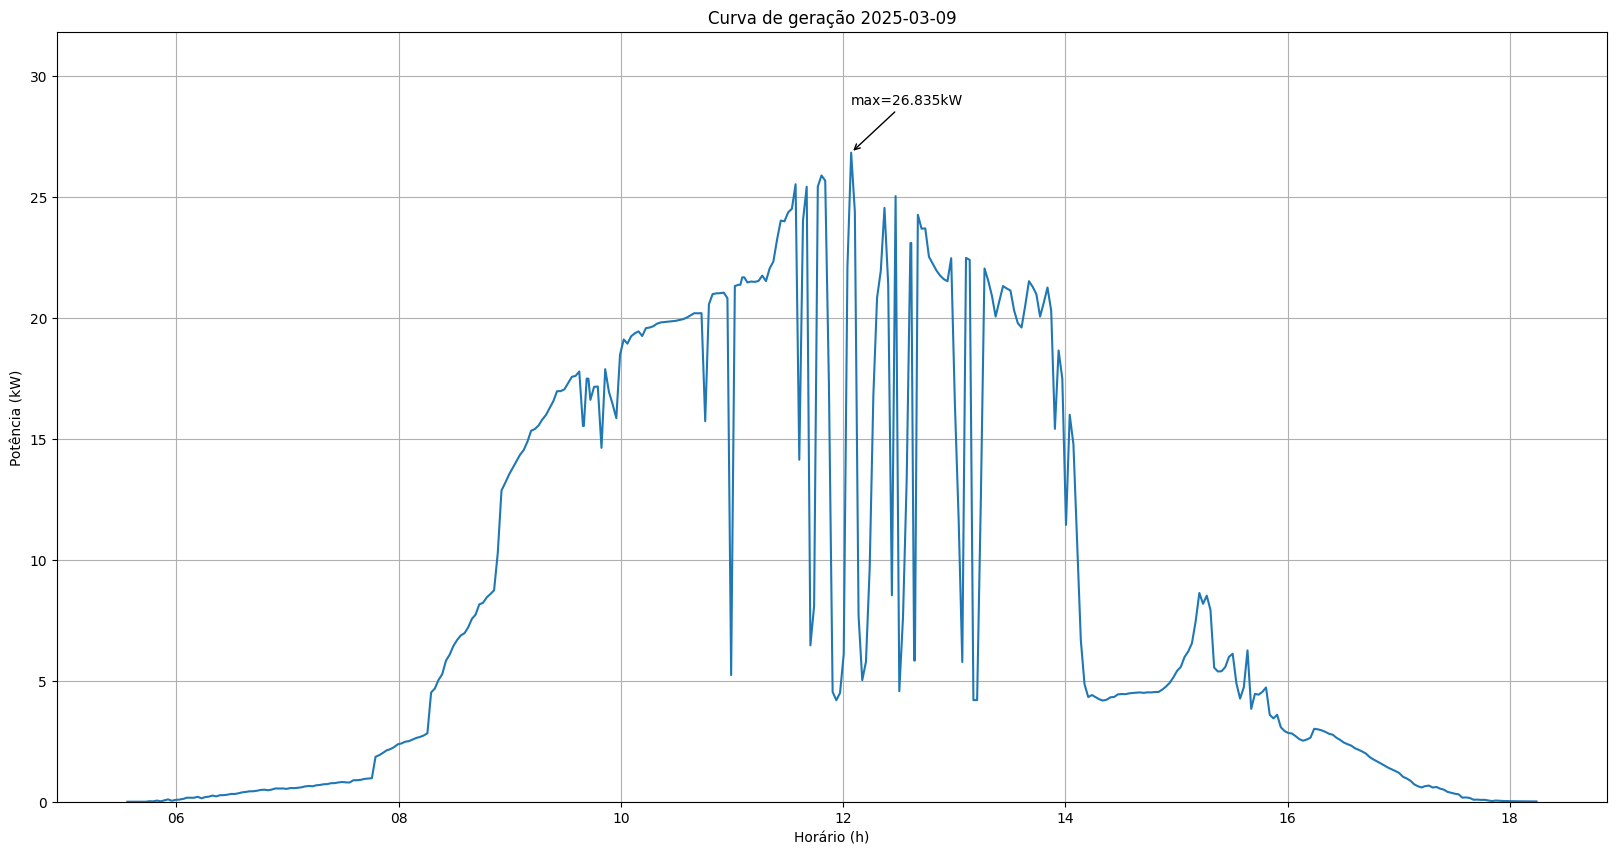 Curva de geração 2025-03-09
30
max=26.835kW
25
20
15
Potência (kW)
10
5
0
06 08 10 12 14 16 18
Horário (h)